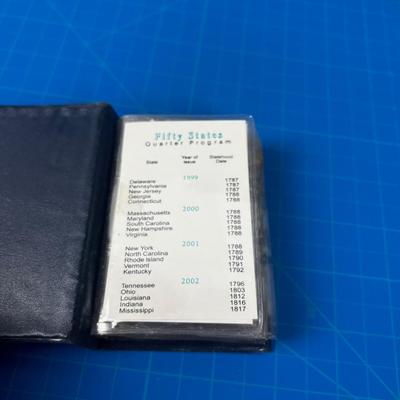 Fifty States
Quarter Program
State Year of Issue Statehood Date
1999
Delaware 1787
Pennsylvania 1787
New Jersey 1787
Georgia 1788
Connecticut 1788
2000
Massachusetts 1788
Maryland 1788
South Carolina 1788
New Hampshire 1788
Virginia 1788
2001
New York 1788
North Carolina 1789
Rhode Island 1790
Vermont 1791
Kentucky 1792
2002
Tennessee 1796
Ohio 1803
Louisiana 1812
Indiana 1816
Mississippi 1817